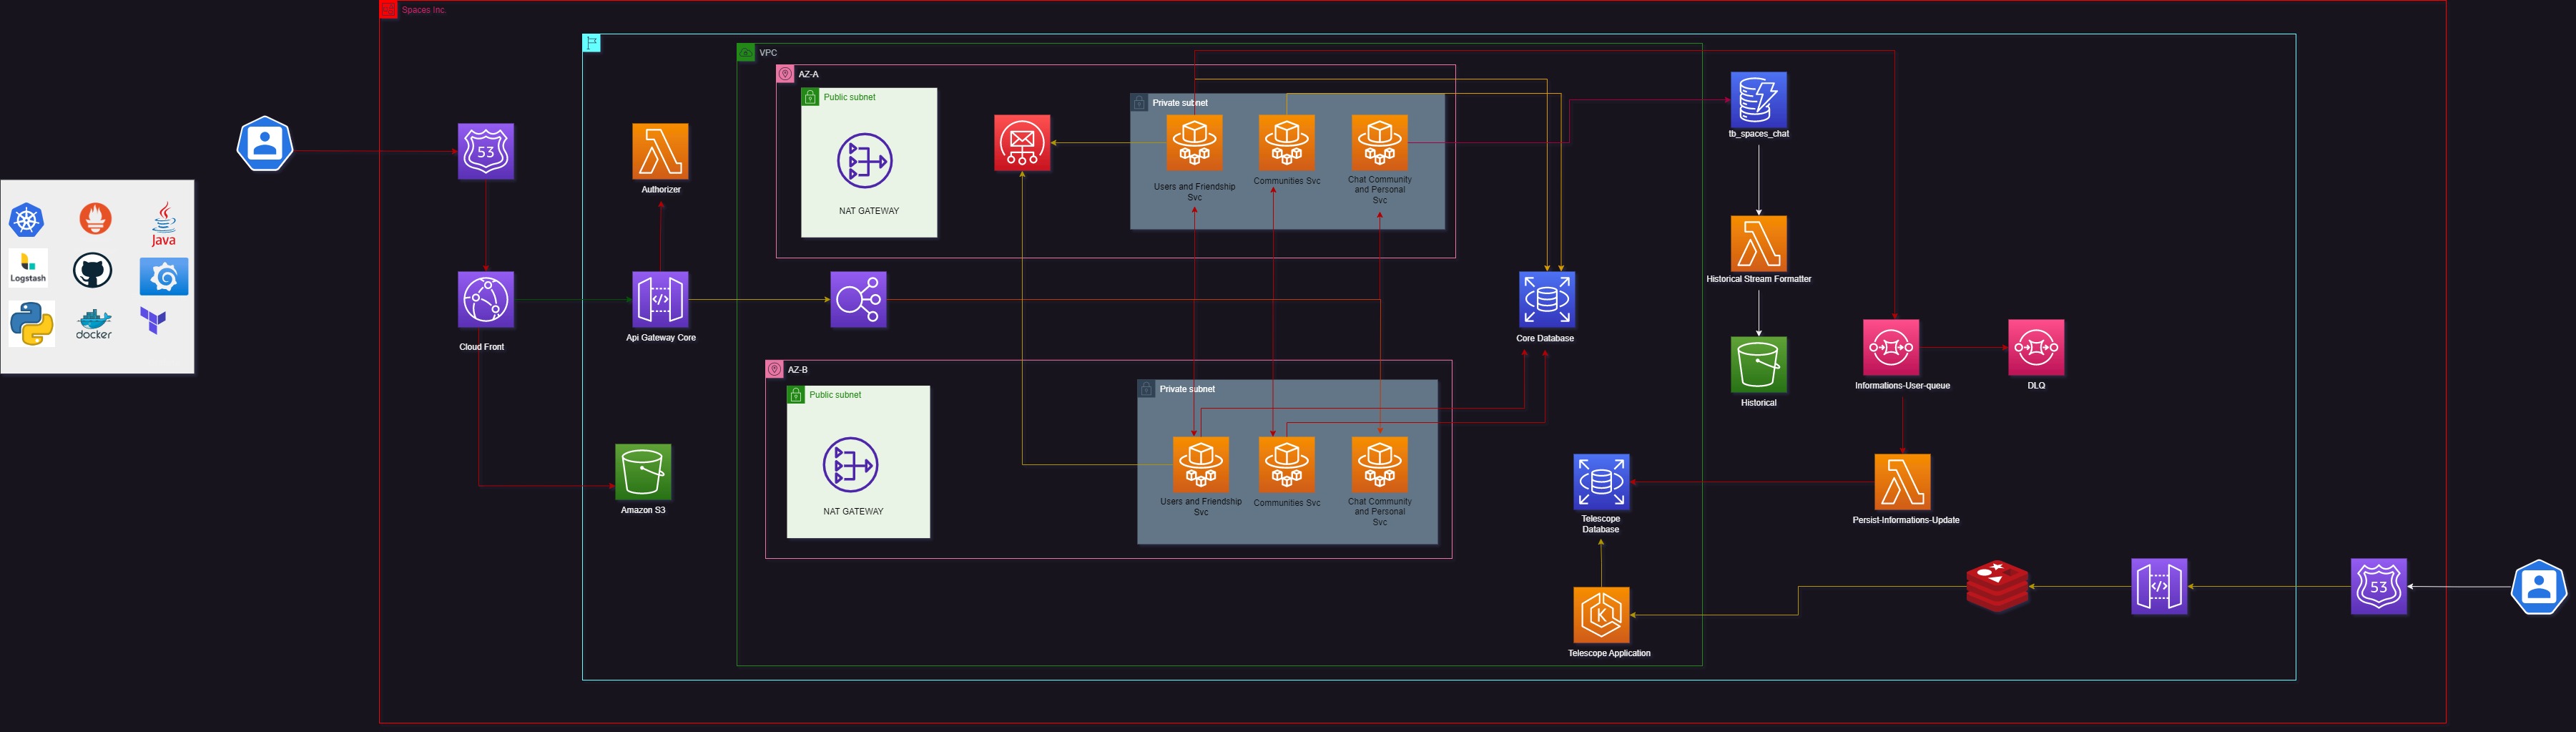 Spaces Inc.
VPC
AZ-A
Public subnet
NAT GATEWAY
Private subnet
Users and Friendship
Svc
Communities Svc
Chat Community
and Personal
Svc
tb_spaces_chat
53
Authorizer
Java
Logstash
docker
Cloud Front
Api Gateway Core
Core Database
Historical Stream Formatter
Historical
Informations-User-queue
DLQ
AZ-B
Public subnet
NAT GATEWAY
Private subnet
Users and Friendship
Svc
Communities Svc
Chat Community
and Personal
Svc
Amazon S3
Telescope
Database
Persist-Informations-Update
K
Telescope Application
53